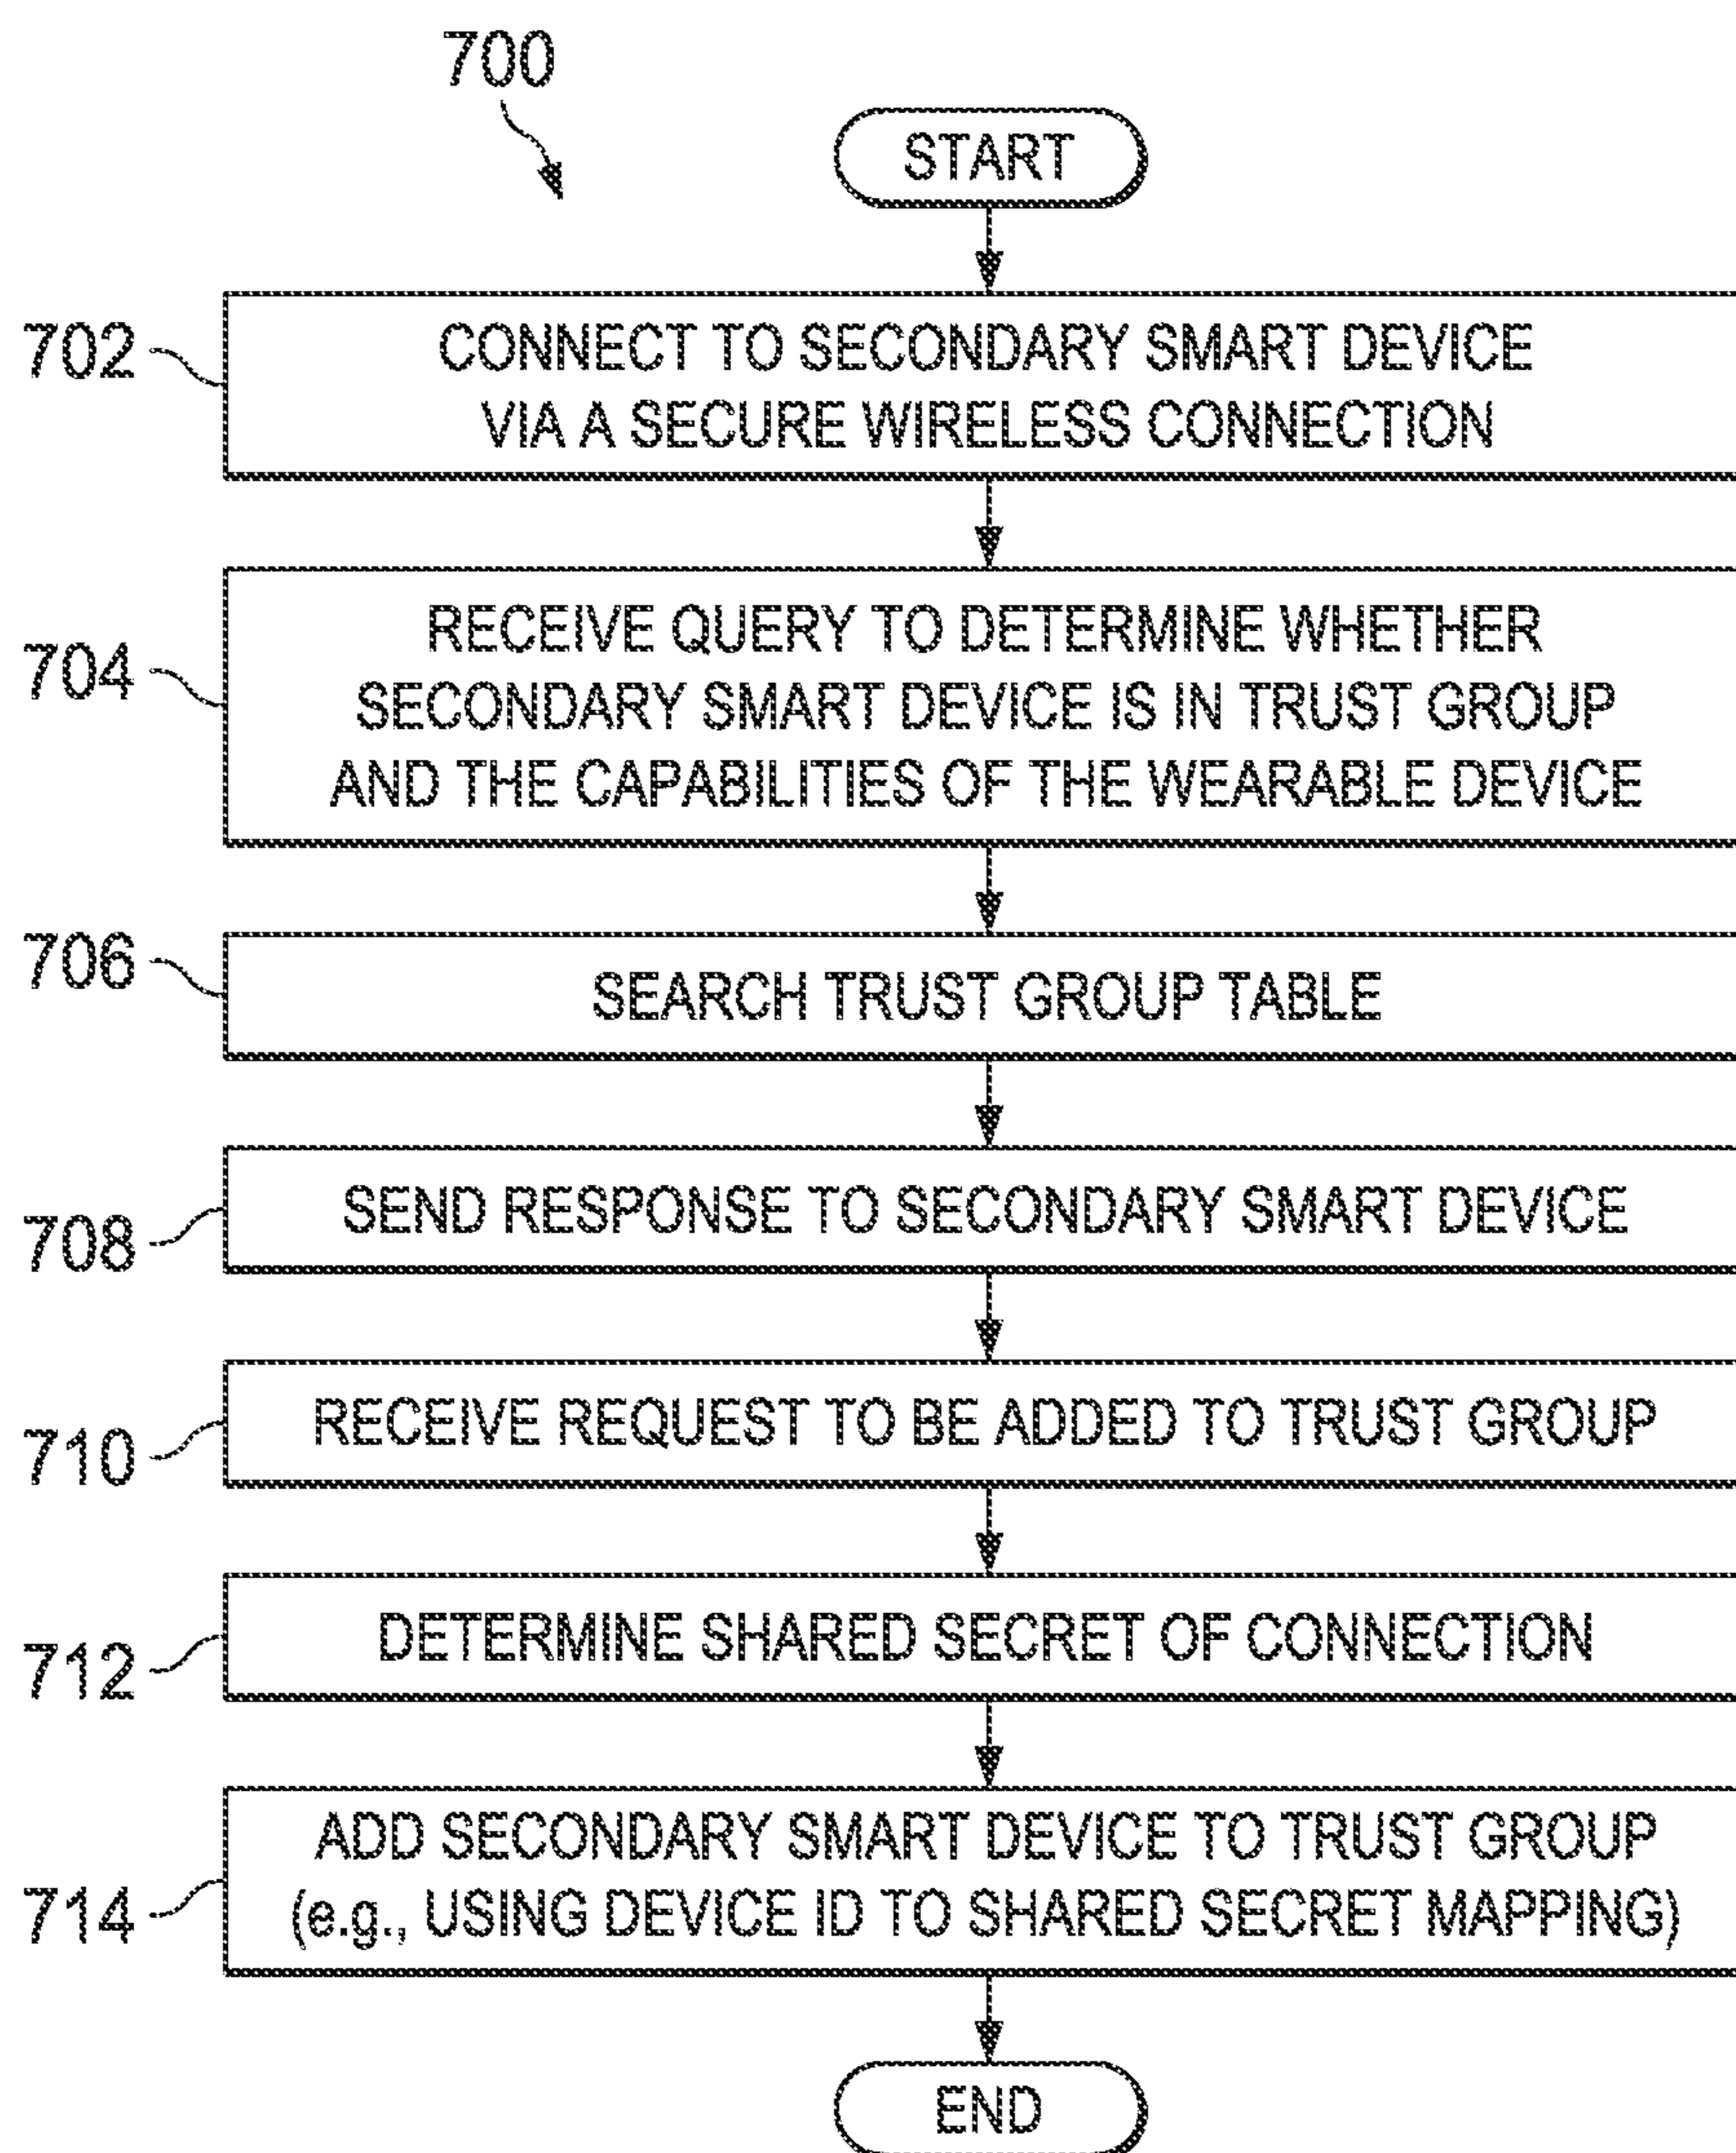 700
START
702
CONNECT TO SECONDARY SMART DEVICE
VIA A SECURE WIRELESS CONNECTION
704
RECEIVE QUERY TO DETERMINE WHETHER
SECONDARY SMART DEVICE IS IN TRUST GROUP
AND THE CAPABILITIES OF THE WEARABLE DEVICE
706
SEARCH TRUST GROUP TABLE
708
SEND RESPONSE TO SECONDARY SMART DEVICE
710
RECEIVE REQUEST TO BE ADDED TO TRUST GROUP
712
DETERMINE SHARED SECRET OF CONNECTION
714
ADD SECONDARY SMART DEVICE TO TRUST GROUP
(e.g., USING DEVICE ID TO SHARED SECRET MAPPING)
END